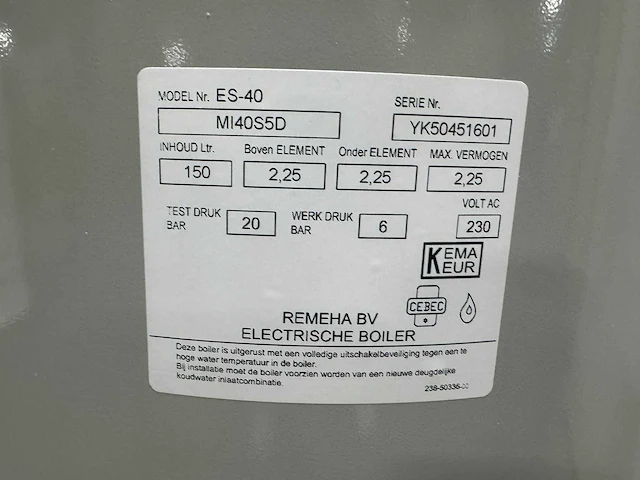 MODEL Nr. ES-40
SERIE Nr.
MI40S5D YK50451601
INHOUD Ltr. Boven ELEMENT Onder ELEMENT MAX. VERMOGEN
150 2,25 2,25 2,25
TEST DRUK BAR 20 WERK DRUK BAR 6 VOLT AC 230
KEMA KEUR
CEBEC
REMEHA BV
ELECTRISCHE BOILER
Deze boiler is uitgerust met een volledige uitschakelbeveiliging tegen een te
hoge water temperatuur in de boiler.
Bij installatie moet de boiler voorzien worden van een nieuwe deugdelijke
koudwater inlaatcombinatie.